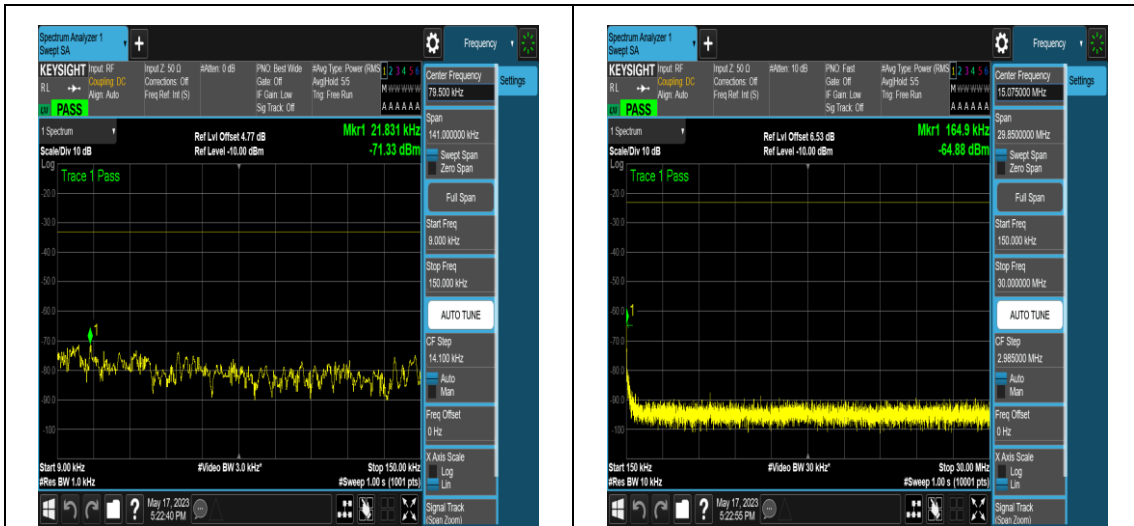 Spectrum Analyzer 1
Swept SA
+
Frequency
KEYSIGHT
RL
PASS
Input: RF
Coupling: DC
Align: Auto
Input Z: 50 Ω
Corrections: Off
Freq Ref: Int (S)
#Atten: 0 dB
PNO: Best Wide
Gate: Off
IF Gain: Low
Sig Track: Off
#Avg Type: Power (RMS
Avg|Hold: 5/5
Trig: Free Run
1 2 3 4 5 6
M W W W W W
A A A A A A
1 Spectrum
Scale/Div 10 dB
Ref Lvl Offset 4.77 dB
Ref Level -10.00 dBm
Mkr1 21.831 kHz
-71.33 dBm
Log
Trace 1 Pass
-20.0
-30.0
-40.0
-50.0
-60.0
-70.0
-80.0
-90.0
-100
1
Start 9.00 kHz
#Res BW 1.0 kHz
#Video BW 3.0 kHz*
Stop 150.00 kHz
#Sweep 1.00 s (1001 pts)
Center Frequency
79.500 kHz
Settings
Span
141.000000 kHz
Swept Span
Zero Span
Full Span
Start Freq
9.000 kHz
Stop Freq
150.000 kHz
AUTO TUNE
CF Step
14.100 kHz
Auto
Man
Freq Offset
0 Hz
X Axis Scale
Log
Lin
Signal Track
(Span Zoom)
?
May 17, 2023
5:22:40 PM
Spectrum Analyzer 1
Swept SA
+
Frequency
KEYSIGHT
RL
PASS
Input: RF
Coupling: DC
Align: Auto
Input Z: 50 Ω
Corrections: Off
Freq Ref: Int (S)
#Atten: 10 dB
PNO: Fast
Gate: Off
IF Gain: Low
Sig Track: Off
#Avg Type: Power (RMS
Avg|Hold: 5/5
Trig: Free Run
1 2 3 4 5 6
M W W W W W
A A A A A A
1 Spectrum
Scale/Div 10 dB
Ref Lvl Offset 6.53 dB
Ref Level -10.00 dBm
Mkr1 164.9 kHz
-64.88 dBm
Log
Trace 1 Pass
-20.0
-30.0
-40.0
-50.0
-60.0
-70.0
-80.0
-90.0
-100
1
Start 150 kHz
#Res BW 10 kHz
#Video BW 30 kHz*
Stop 30.00 MHz
#Sweep 1.00 s (10001 pts)
Center Frequency
15.075000 MHz
Settings
Span
29.8500000 MHz
Swept Span
Zero Span
Full Span
Start Freq
150.000 kHz
Stop Freq
30.000000 MHz
AUTO TUNE
CF Step
2.985000 MHz
Auto
Man
Freq Offset
0 Hz
X Axis Scale
Log
Lin
Signal Track
(Span Zoom)
?
May 17, 2023
5:22:55 PM